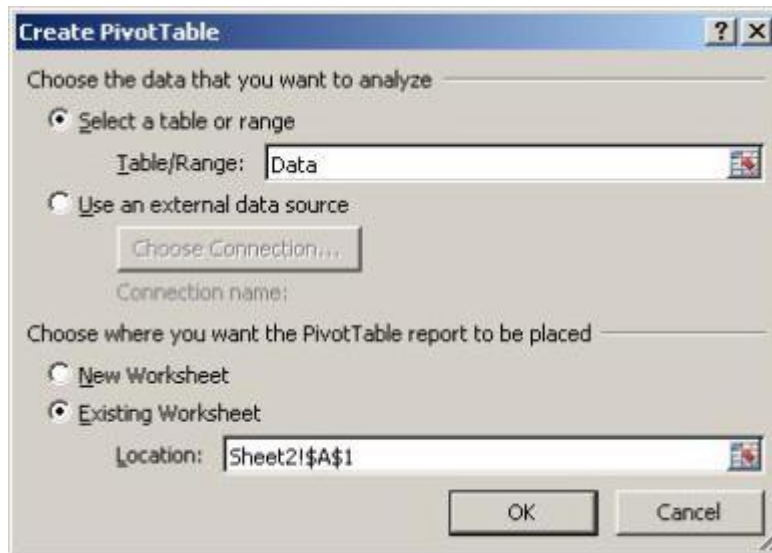 Create PivotTable
Choose the data that you want to analyze
Select a table or range
Table/Range: Data
Use an external data source
Choose Connection...
Connection name:
Choose where you want the PivotTable report to be placed
New Worksheet
Existing Worksheet
Location: Sheet2!$A$1
OK Cancel